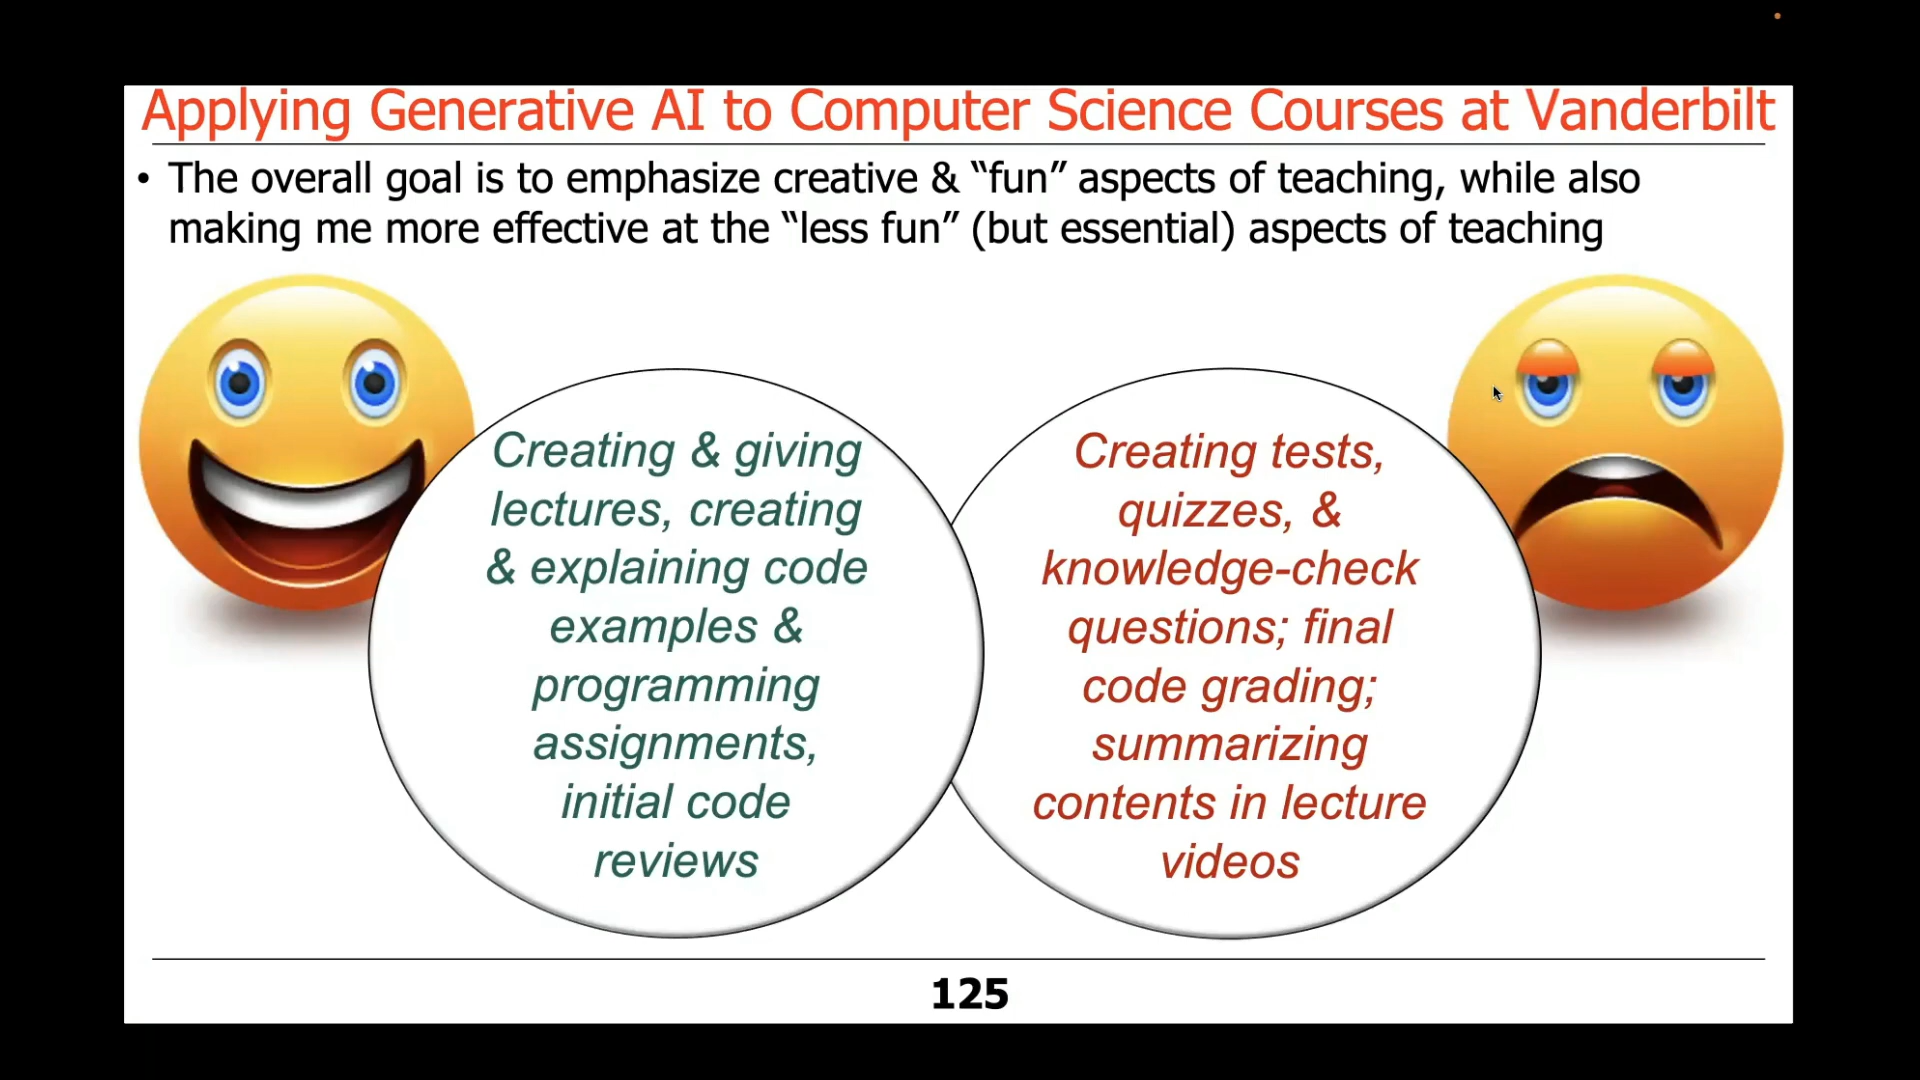 Applying Generative AI to Computer Science Courses at Vanderbilt
• The overall goal is to emphasize creative & “fun” aspects of teaching, while also
making me more effective at the “less fun” (but essential) aspects of teaching
Creating & giving
lectures, creating
& explaining code
examples &
programming
assignments,
initial code
reviews
Creating tests,
quizzes, &
knowledge-check
questions; final
code grading;
summarizing
contents in lecture
videos
125